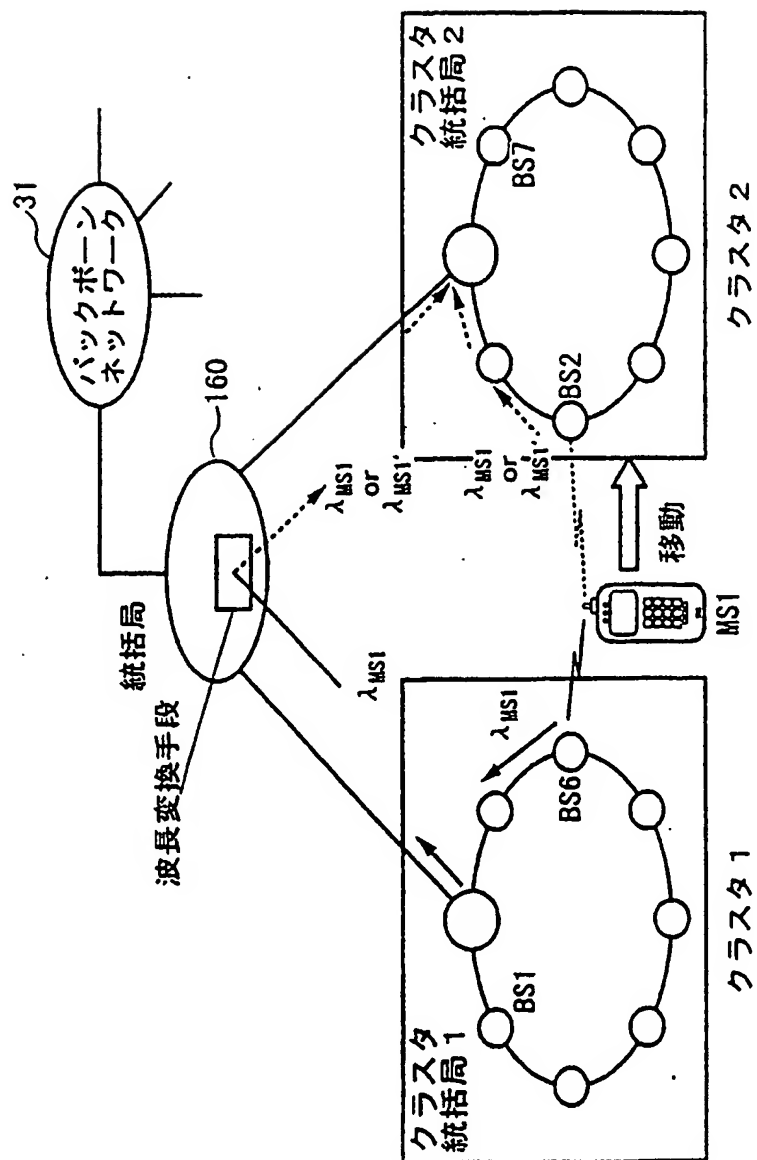 31
バックボーン
ネットワーク
160
統括局
波長変換手段
λMS1
λMS1
or
λMS1'
クラスタ
統括局1
BS1
BS6
λMS1
クラスタ1
MS1
移動
λMS1
or
λMS1'
クラスタ
統括局2
BS7
BS2
クラスタ2